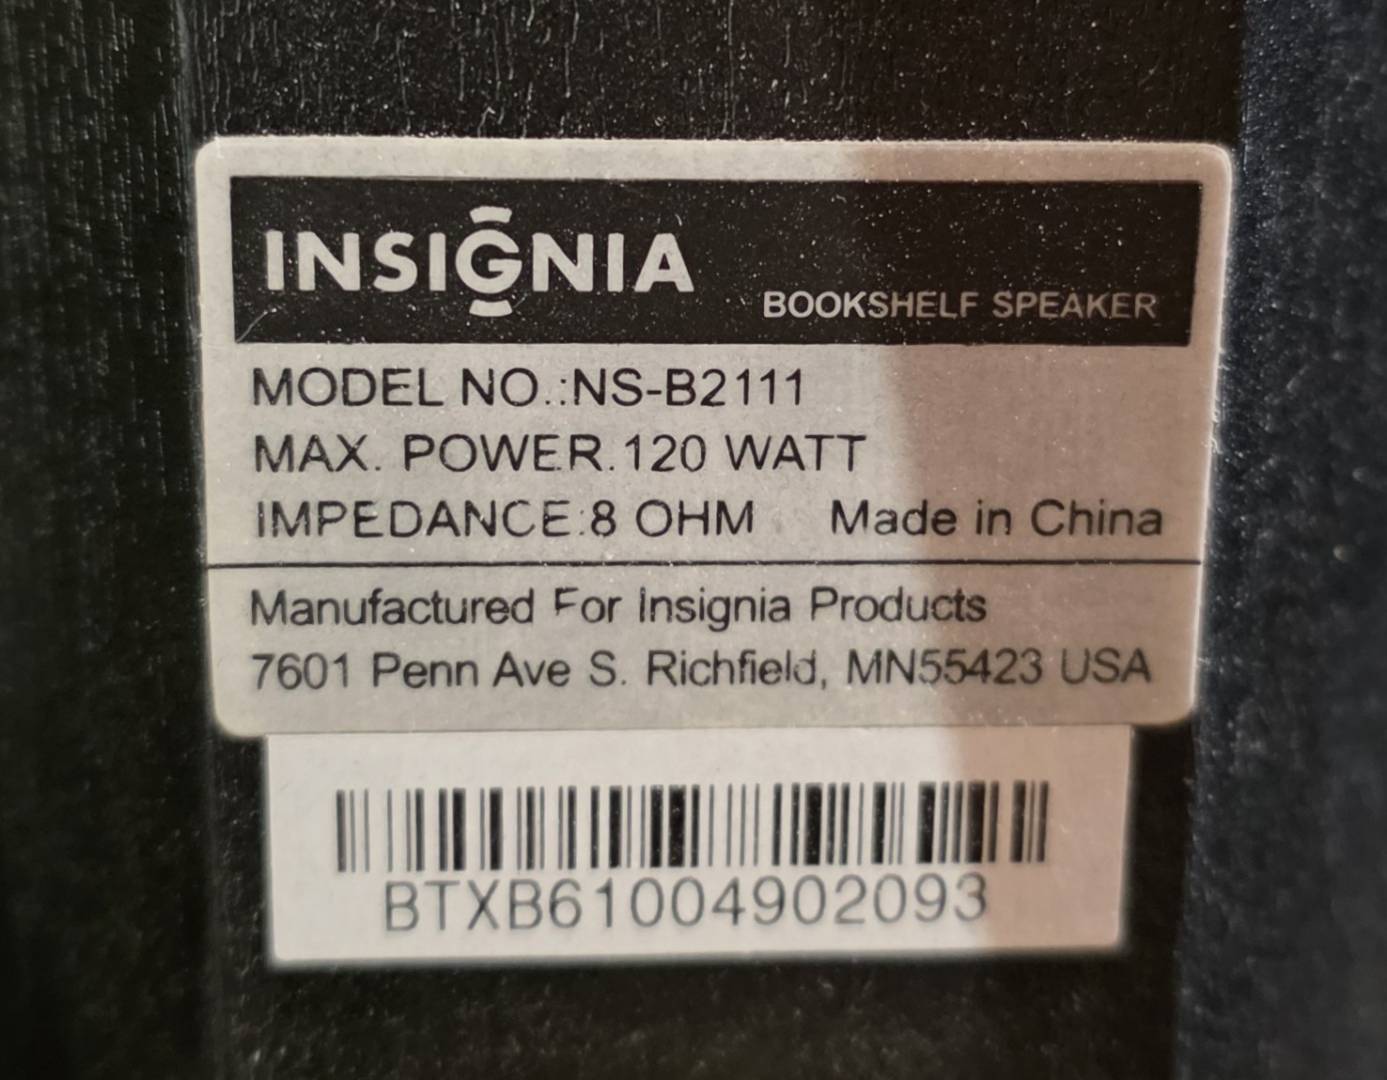 INSIGNIA
BOOKSHELF SPEAKER
MODEL NO.:NS-B2111
MAX. POWER.120 WATT
IMPEDANCE:8 OHM Made in China
Manufactured For Insignia Products
7601 Penn Ave S. Richfield, MN55423 USA
BTXB61004902093